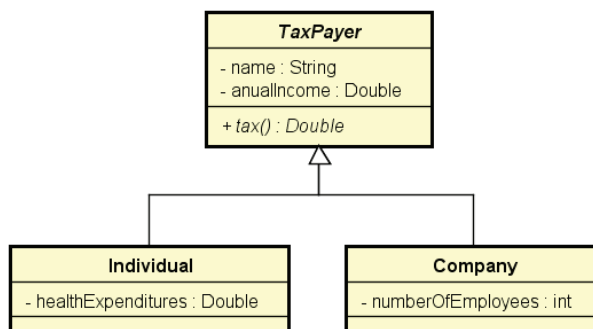 TaxPayer
- name : String
- anualIncome : Double
+ tax() : Double
Individual
- healthExpenditures : Double
Company
- numberOfEmployees : int